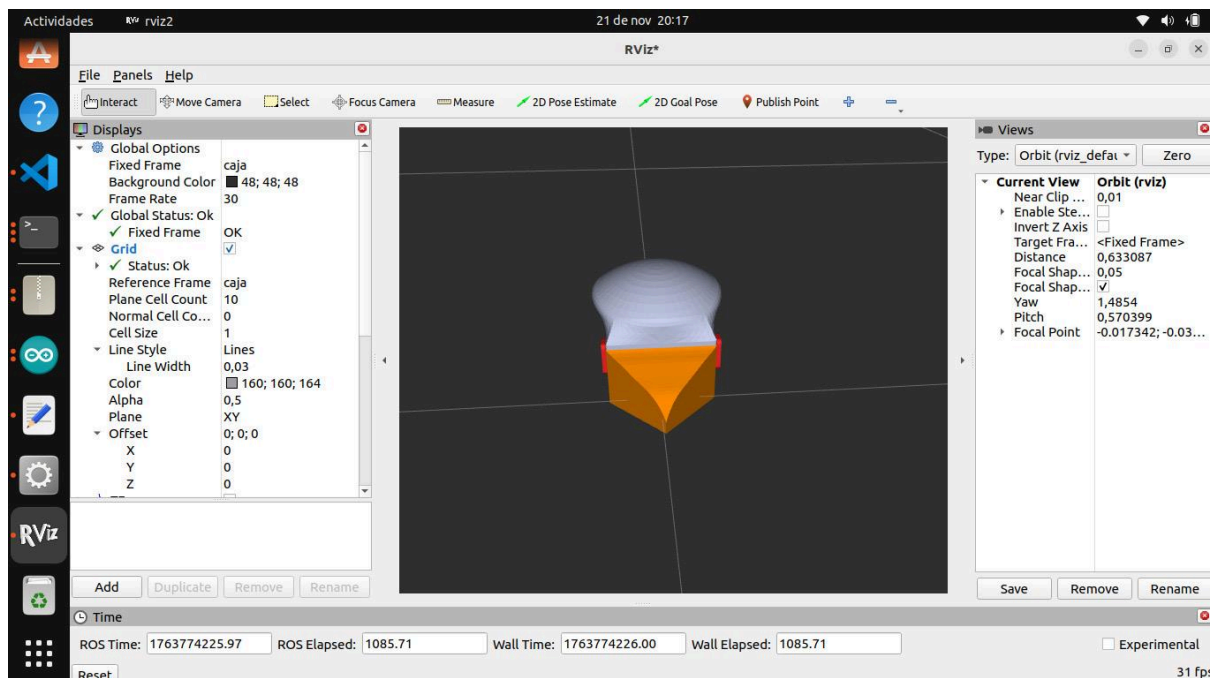 Actividades RViz rviz2 21 de nov 20:17
RViz*
File Panels Help
Interact Move Camera Select Focus Camera Measure 2D Pose Estimate 2D Goal Pose Publish Point
Displays
Global Options
Fixed Frame caja
Background Color 48; 48; 48
Frame Rate 30
Global Status: Ok
Fixed Frame OK
Grid
Status: Ok
Reference Frame caja
Plane Cell Count 10
Normal Cell Co... 0
Cell Size 1
Line Style Lines
Line Width 0,03
Color 160; 160; 164
Alpha 0,5
Plane XY
Offset 0; 0; 0
X 0
Y 0
Z 0
Add Duplicate Remove Rename
Views
Type: Orbit (rviz_defau Zero
Current View Orbit (rviz)
Near Clip ... 0,01
Enable Ste...
Invert Z Axis
Target Fra... <Fixed Frame>
Distance 0,633087
Focal Shap... 0,05
Focal Shap...
Yaw 1,4854
Pitch 0,570399
Focal Point -0.017342; -0.03...
Save Remove Rename
RViz
Time
ROS Time: 1763774225.97 ROS Elapsed: 1085.71 Wall Time: 1763774226.00 Wall Elapsed: 1085.71 Experimental
Reset 31 fps